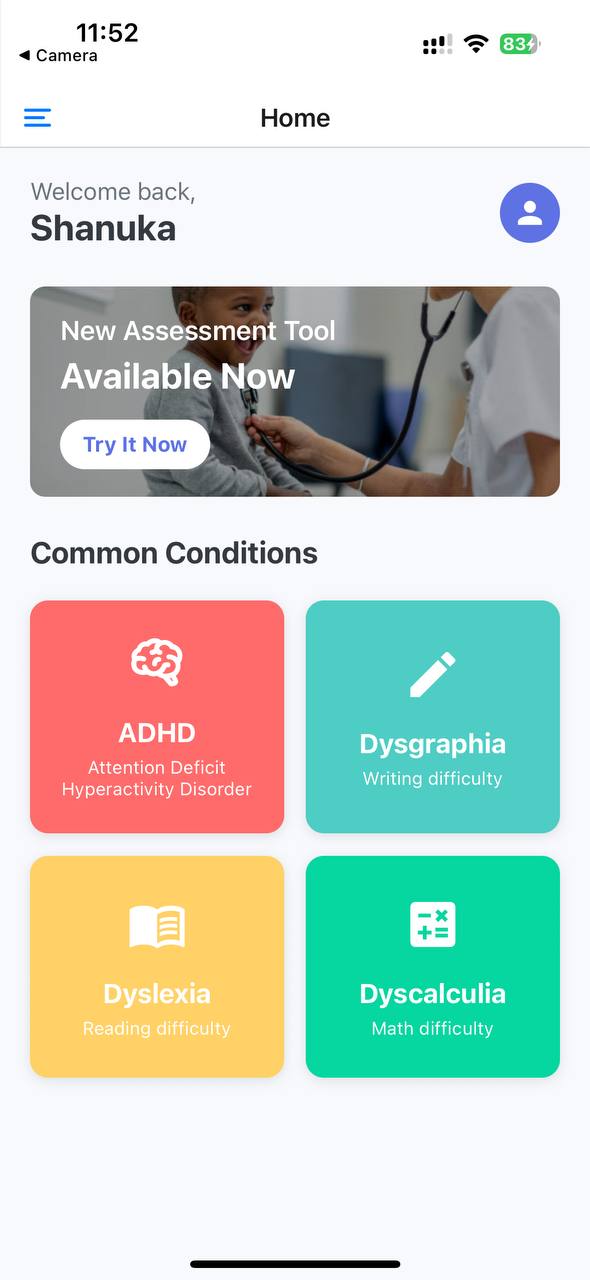 11:52
83
◀ Camera
Home
Welcome back,
Shanuka
New Assessment Tool
Available Now
Try It Now
Common Conditions
ADHD
Attention Deficit
Hyperactivity Disorder
Dysgraphia
Writing difficulty
Dyslexia
Reading difficulty
Dyscalculia
Math difficulty